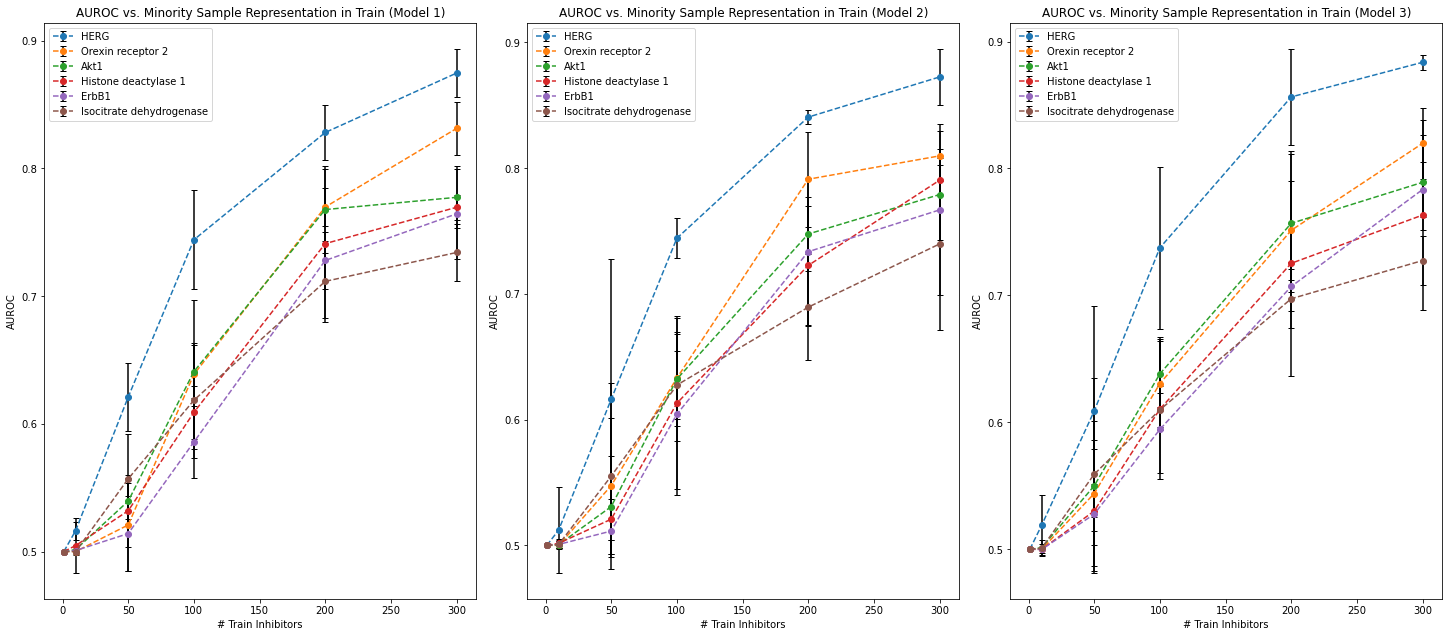 AUROC vs. Minority Sample Representation in Train (Model 1)
HERG
Orexin receptor 2
Akt1
Histone deactylase 1
ErbB1
Isocitrate dehydrogenase
AUROC
0.9
0.8
0.7
0.6
0.5
0
50
100
150
200
250
300
# Train Inhibitors
AUROC vs. Minority Sample Representation in Train (Model 2)
HERG
Orexin receptor 2
Akt1
Histone deactylase 1
ErbB1
Isocitrate dehydrogenase
AUROC
0.9
0.8
0.7
0.6
0.5
0
50
100
150
200
250
300
# Train Inhibitors
AUROC vs. Minority Sample Representation in Train (Model 3)
HERG
Orexin receptor 2
Akt1
Histone deactylase 1
ErbB1
Isocitrate dehydrogenase
AUROC
0.9
0.8
0.7
0.6
0.5
0
50
100
150
200
250
300
# Train Inhibitors